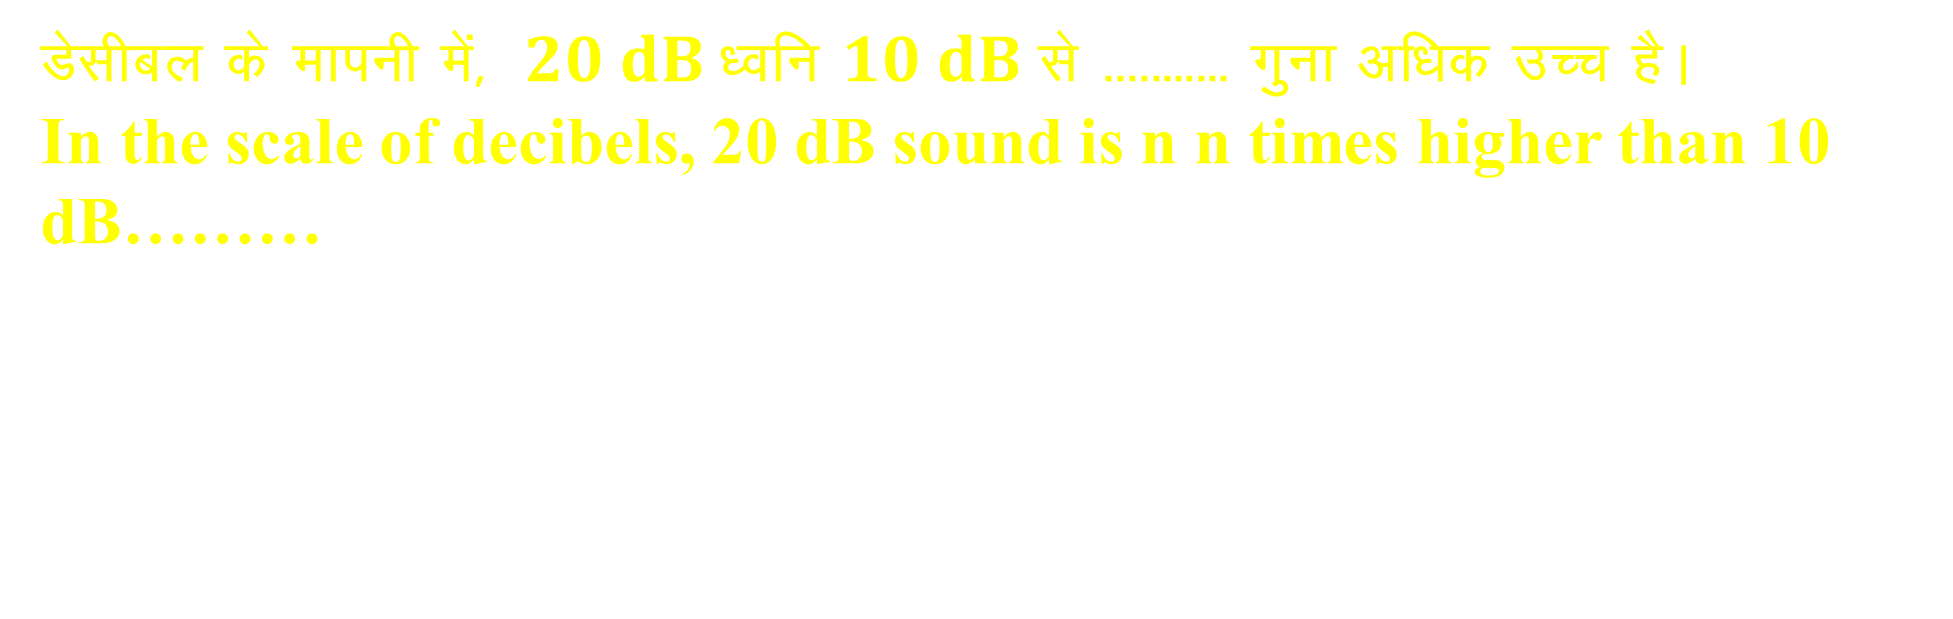 डेसीबल के मापनी में, 20 dB ध्वनि 10 dB से ........... गुना अधिक उच्च है।
In the scale of decibels, 20 dB sound is n n times higher than 10
dB………